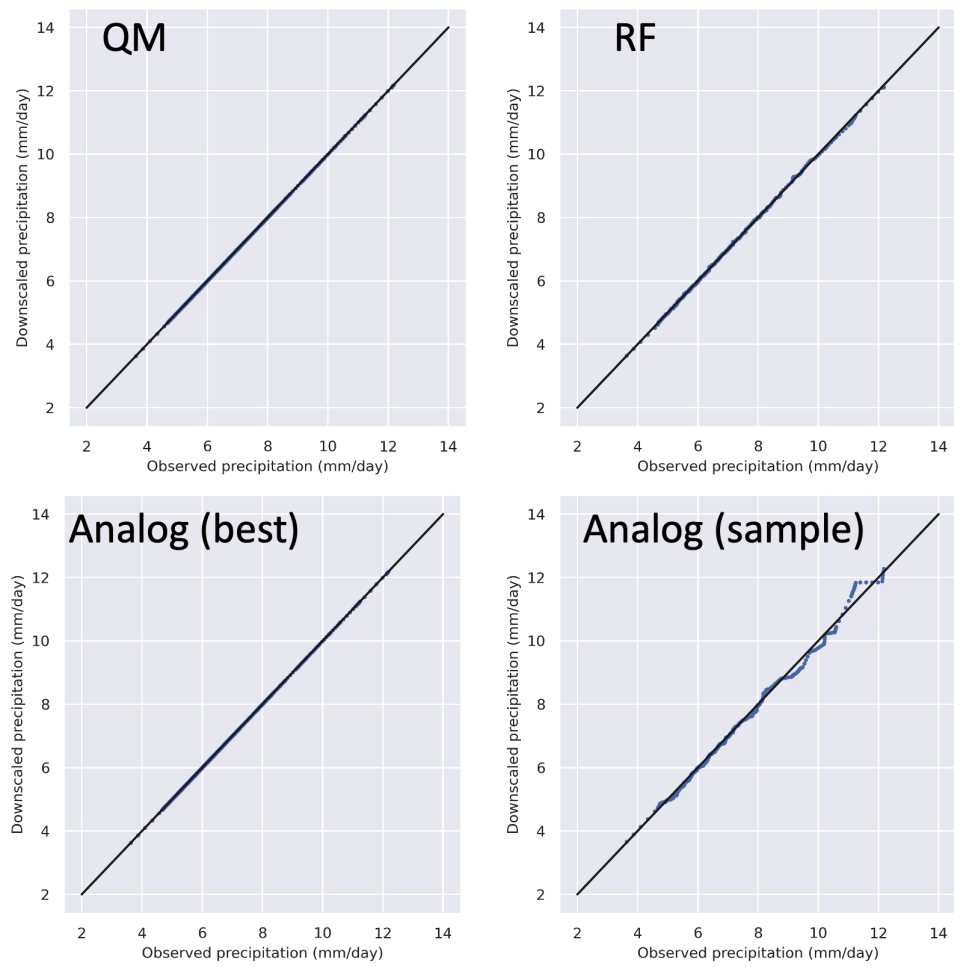 QM
14
12
10
8
6
4
2
Downscaled precipitation (mm/day)
2 4 6 8 10 12 14
Observed precipitation (mm/day)
RF
14
12
10
8
6
4
2
Downscaled precipitation (mm/day)
2 4 6 8 10 12 14
Observed precipitation (mm/day)
Analog (best)
14
12
10
8
6
4
2
Downscaled precipitation (mm/day)
2 4 6 8 10 12 14
Observed precipitation (mm/day)
Analog (sample)
14
12
10
8
6
4
2
Downscaled precipitation (mm/day)
2 4 6 8 10 12 14
Observed precipitation (mm/day)